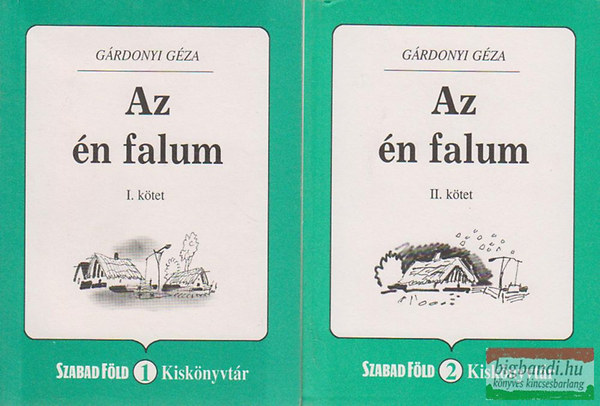 GÁRDONYI GÉZA
Az
én falum
I. kötet
SZABAD FÖLD 1 Kiskönyvtár
GÁRDONYI GÉZA
Az
én falum
II. kötet
SZABAD FÖLD 2 Kiskönyvtár
bigbandi.hu
könyves kincsesbarlang